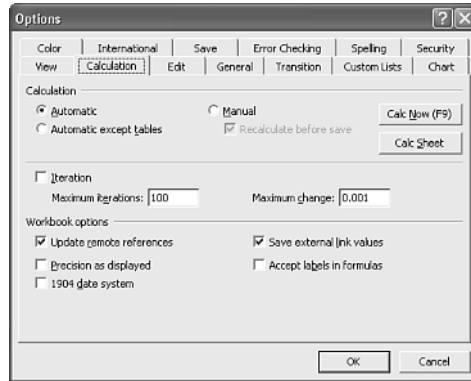 Options
Color International Save Error Checking Spelling Security
View Calculation Edit General Transition Custom Lists Chart
Calculation
Automatic Manual Calc Now (F9)
Automatic except tables Recalculate before save
Calc Sheet
Iteration
Maximum iterations: 100 Maximum change: 0.001
Workbook options
Update remote references Save external link values
Precision as displayed Accept labels in formulas
1904 date system
OK Cancel